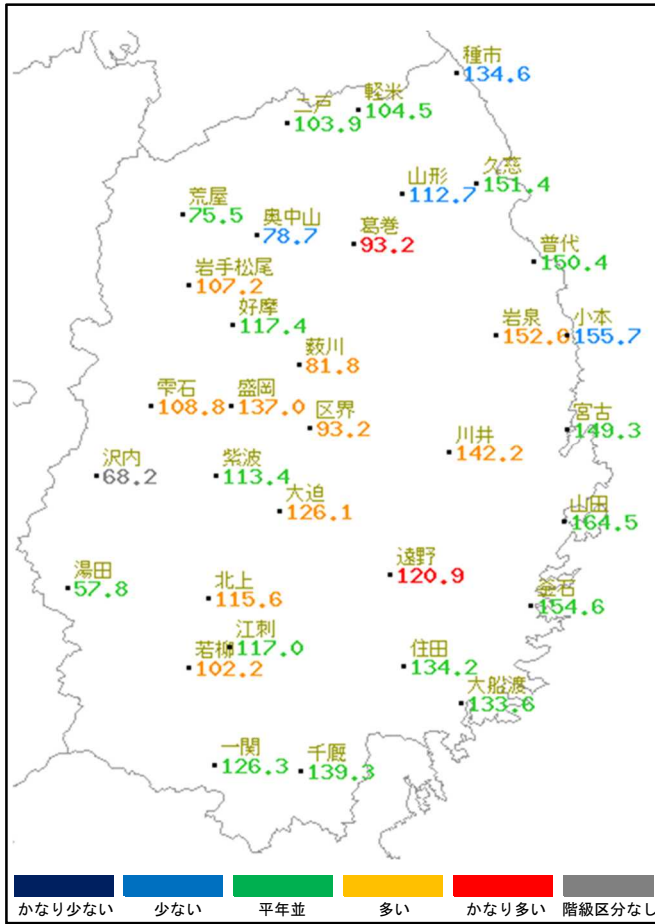 種市
134.6
軽米
104.5
二戸
103.9
久慈
151.4
山形
112.7
荒屋
75.5
奥中山
78.7
葛巻
93.2
普代
150.4
岩手松尾
107.2
好摩
117.4
岩泉
小本
155.7
薮川
81.8
雫石
108.8
盛岡
137.0
区界
93.2
宮古
149.3
川井
142.2
沢内
68.2
紫波
113.4
大迫
126.1
山田
164.5
遠野
120.9
湯田
57.8
北上
115.6
釜石
154.6
江刺
117.0
若柳
102.2
住田
134.2
大船渡
133.6
一関
126.3
千厩
139.3
かなり少ない
少ない
平年並
多い
かなり多い
階級区分なし